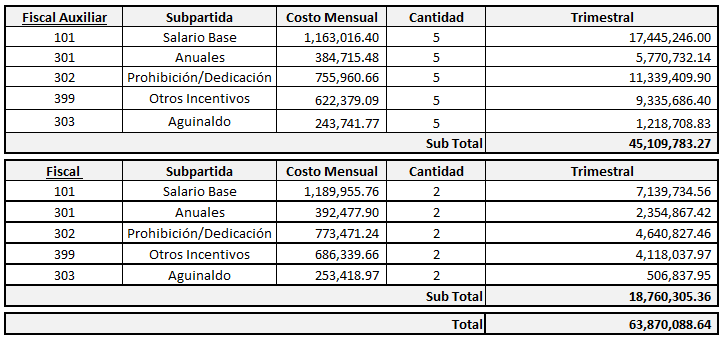 Fiscal Auxiliar Subpartida Costo Mensual Cantidad Trimestral
101 Salario Base 1,163,016.40 5 17,445,246.00
301 Anuales 384,715.48 5 5,770,732.14
302 Prohibición/Dedicación 755,960.66 5 11,339,409.90
399 Otros Incentivos 622,379.09 5 9,335,686.40
303 Aguinaldo 243,741.77 5 1,218,708.83
Sub Total 45,109,783.27
Fiscal Subpartida Costo Mensual Cantidad Trimestral
101 Salario Base 1,189,955.76 2 7,139,734.56
301 Anuales 392,477.90 2 2,354,867.42
302 Prohibición/Dedicación 773,471.24 2 4,640,827.46
399 Otros Incentivos 686,339.66 2 4,118,037.97
303 Aguinaldo 253,418.97 2 506,837.95
Sub Total 18,760,305.36
Total 63,870,088.64